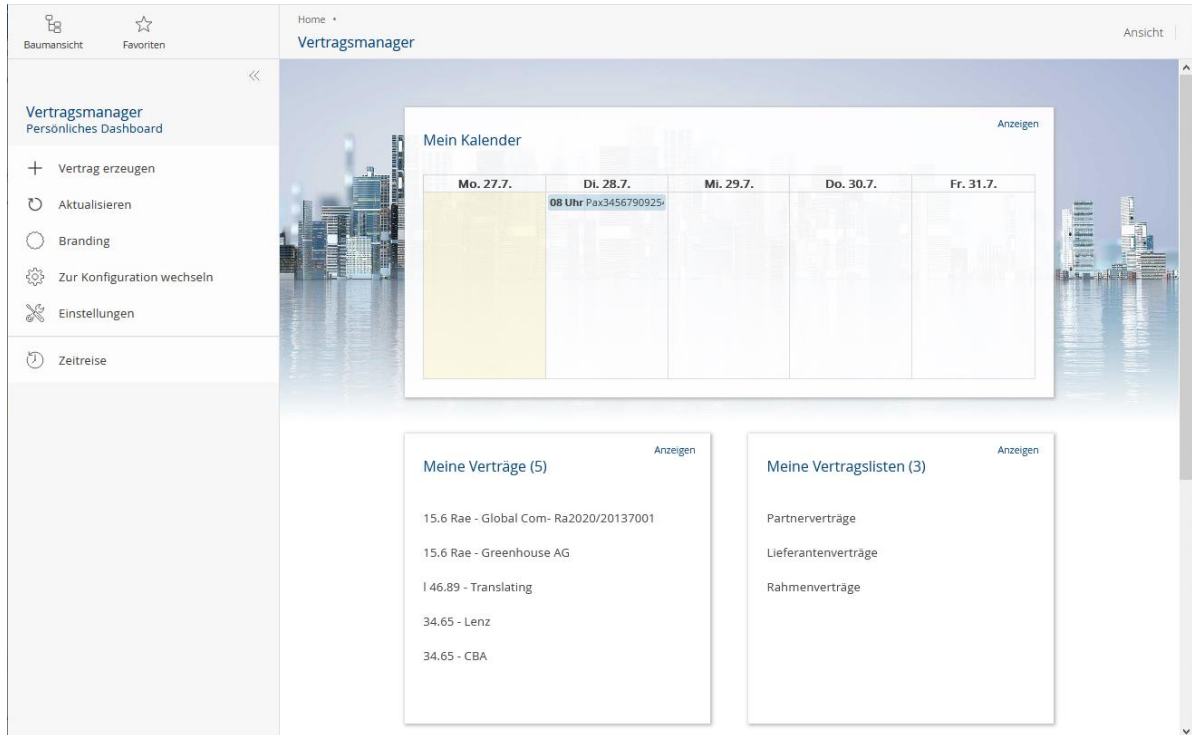 Baumansicht
Favoriten
Home •
Vertragsmanager
Ansicht
Vertragsmanager
Persönliches Dashboard
Vertrag erzeugen
Aktualisieren
Branding
Zur Konfiguration wechseln
Einstellungen
Zeitreise
Anzeigen
Mein Kalender
Mo. 27.7. Di. 28.7. Mi. 29.7. Do. 30.7. Fr. 31.7.
08 Uhr Pax3456790925
Anzeigen
Meine Verträge (5)
15.6 Rae - Global Com- Ra2020/20137001
15.6 Rae - Greenhouse AG
l 46.89 - Translating
34.65 - Lenz
34.65 - CBA
Anzeigen
Meine Vertragslisten (3)
Partnerverträge
Lieferantenverträge
Rahmenverträge